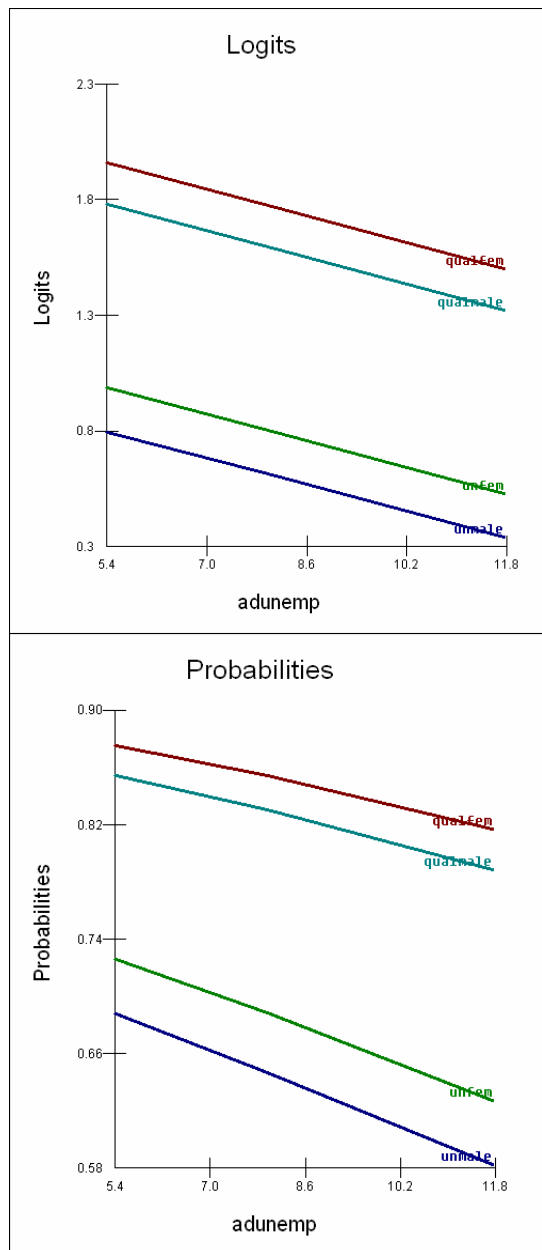 Logits
2.3
1.8
1.3
0.8
0.3
Logits
qualfem
qualmale
unfem
unmale
5.4 7.0 8.6 10.2 11.8
adunemp
Probabilities
0.90
0.82
0.74
0.66
0.58
Probabilities
qualfem
qualmale
unfem
unmale
5.4 7.0 8.6 10.2 11.8
adunemp